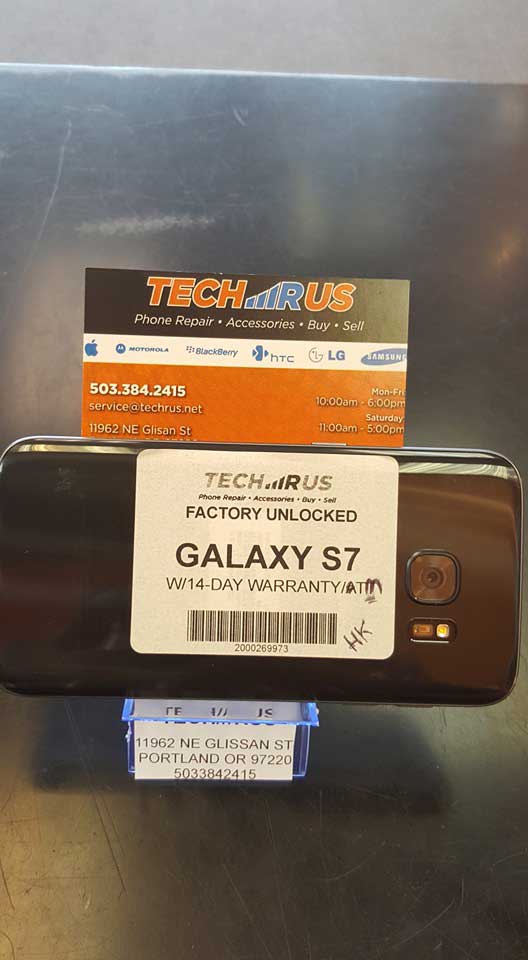 TECH R US
Phone Repair • Accessories • Buy • Sell
MOTOROLA BlackBerry hTC LG SAMSUNG
503.384.2415
service@techrus.net
11962 NE Glisan St
Mon-Fri
10:00am - 6:00pm
Saturday
11:00am - 5:00pm
TECH R US
Phone Repair • Accessories • Buy • Sell
FACTORY UNLOCKED
GALAXY S7
W/14-DAY WARRANTY/
2000269973
HK
11962 NE GLISSAN ST
PORTLAND OR 97220
5033842415